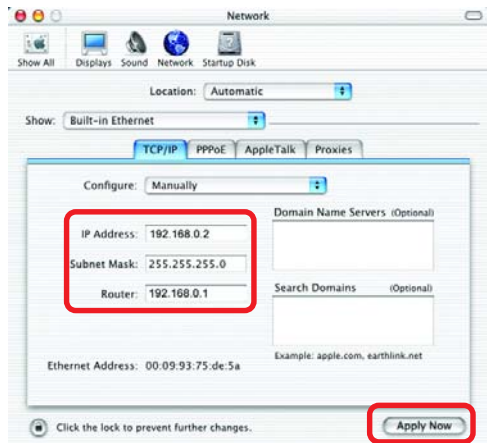 Network
Show All Displays Sound Network Startup Disk
Location: Automatic
Show: Built-in Ethernet
TCP/IP PPPoE AppleTalk Proxies
Configure: Manually
Domain Name Servers (Optional)
IP Address: 192.168.0.2
Subnet Mask: 255.255.255.0
Router: 192.168.0.1
Search Domains (Optional)
Example: apple.com, earthlink.net
Ethernet Address: 00:09:93:75:de:5a
Click the lock to prevent further changes.
Apply Now